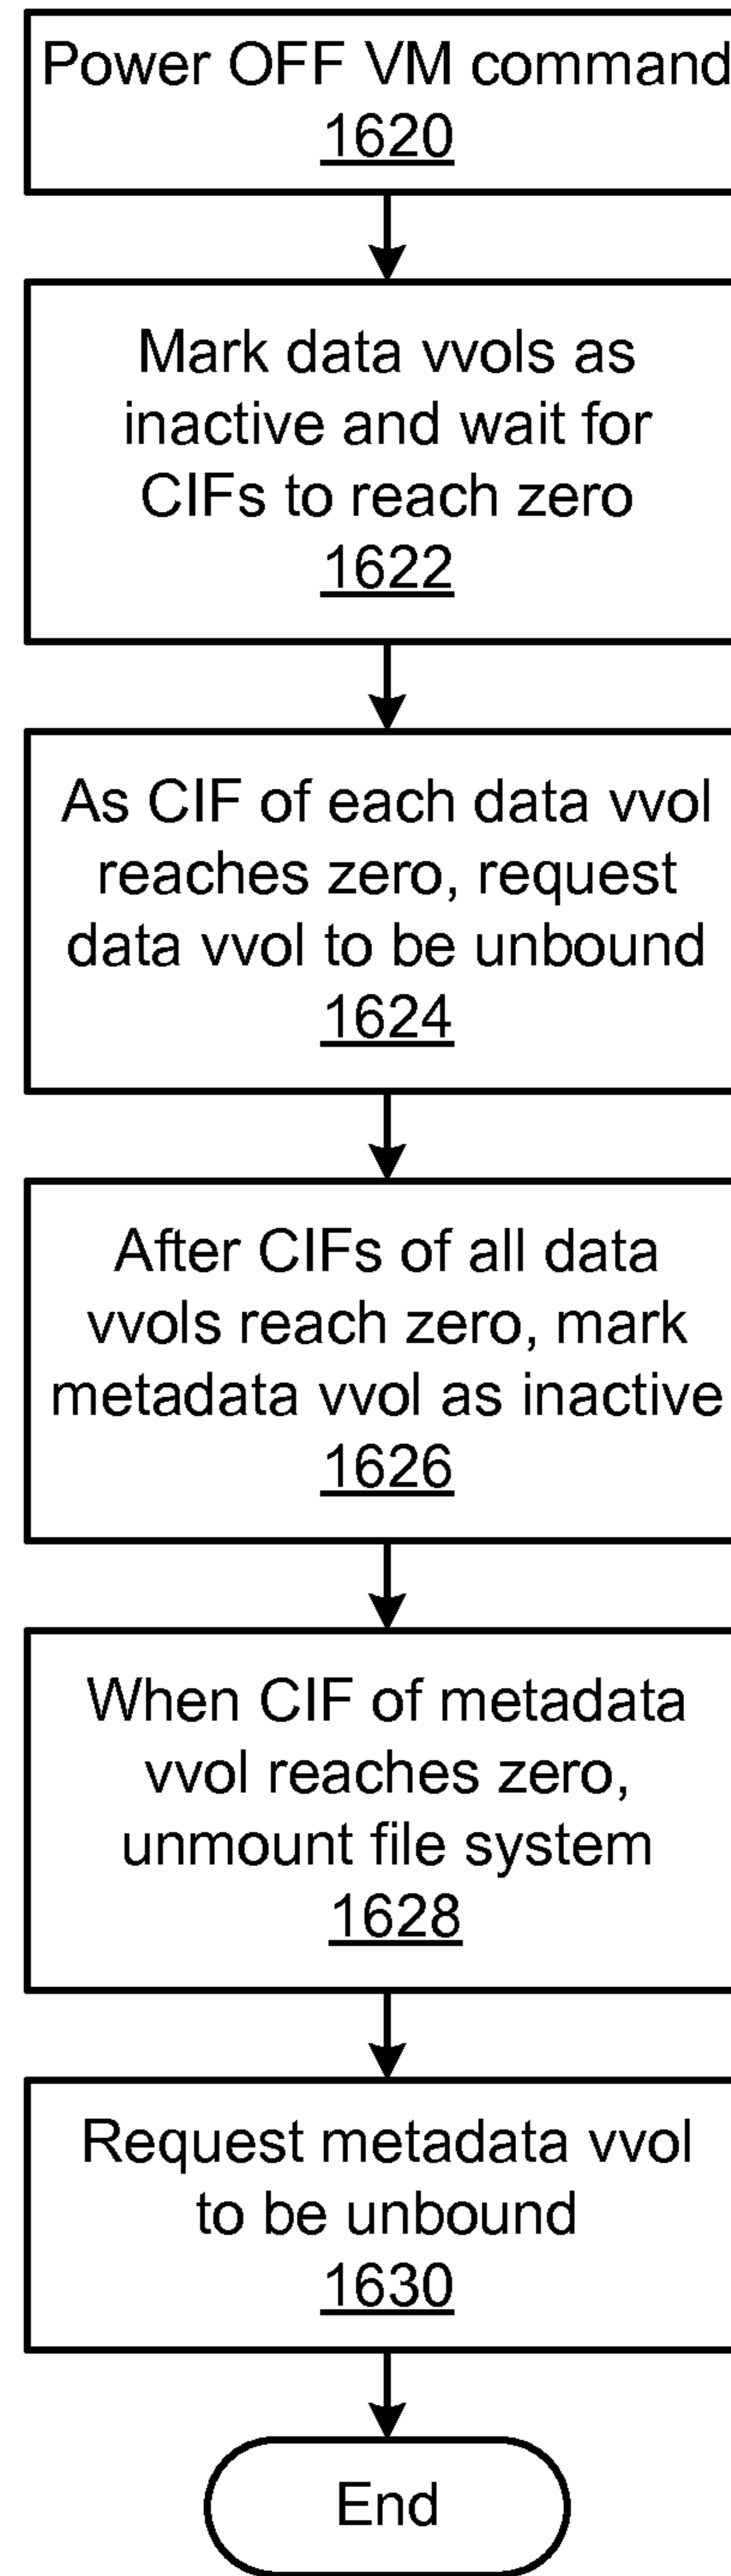 Power OFF VM command
1620
Mark data vvols as
inactive and wait for
CIFs to reach zero
1622
As CIF of each data vvol
reaches zero, request
data vvol to be unbound
1624
After CIFs of all data
vvols reach zero, mark
metadata vvol as inactive
1626
When CIF of metadata
vvol reaches zero,
unmount file system
1628
Request metadata vvol
to be unbound
1630
End